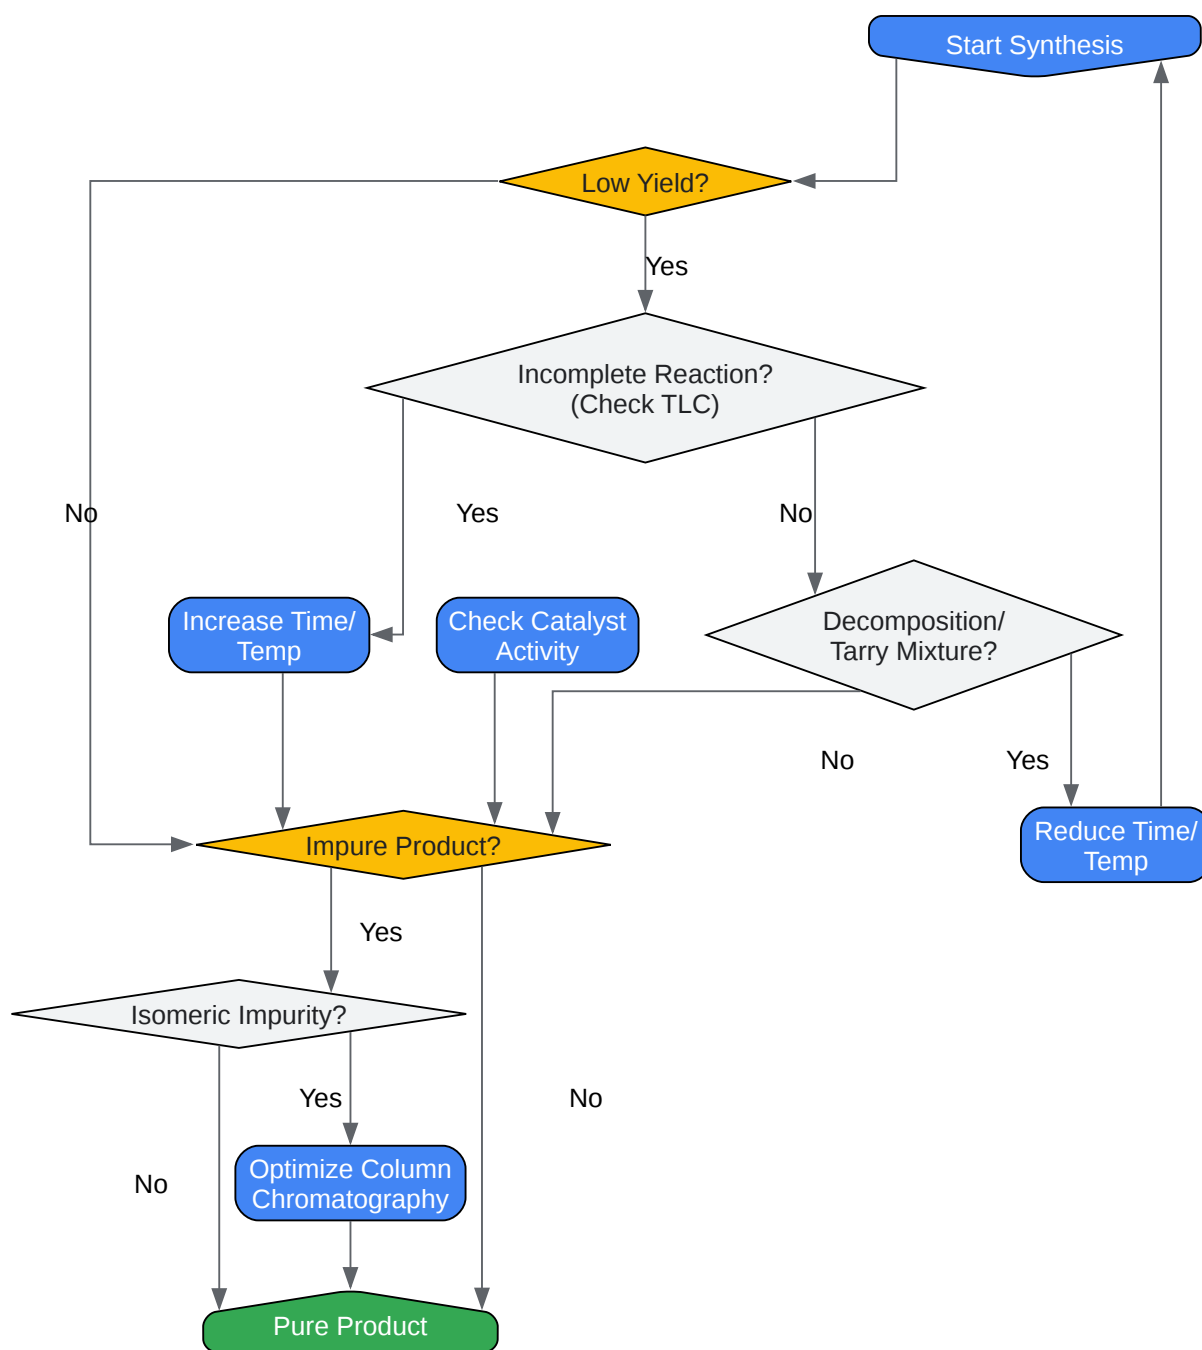 Start Synthesis
Low Yield?
Yes
Incomplete Reaction?
(Check TLC)
No
Yes
No
Increase Time/
Temp
Check Catalyst
Activity
Decomposition/
Tarry Mixture?
No
Yes
Impure Product?
Reduce Time/
Temp
Yes
Isomeric Impurity?
Yes
No
No
Optimize Column
Chromatography
Pure Product